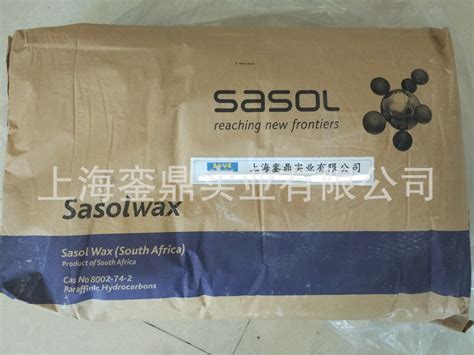 sasol
reaching new frontiers
上海銮鼎实业有限公司
上海銮鼎实业有限公司
Sasolwax
Sasol Wax (South Africa)
Product of South Africa
Cas No 8002-74-2
Paraffinic Hydrocarbons